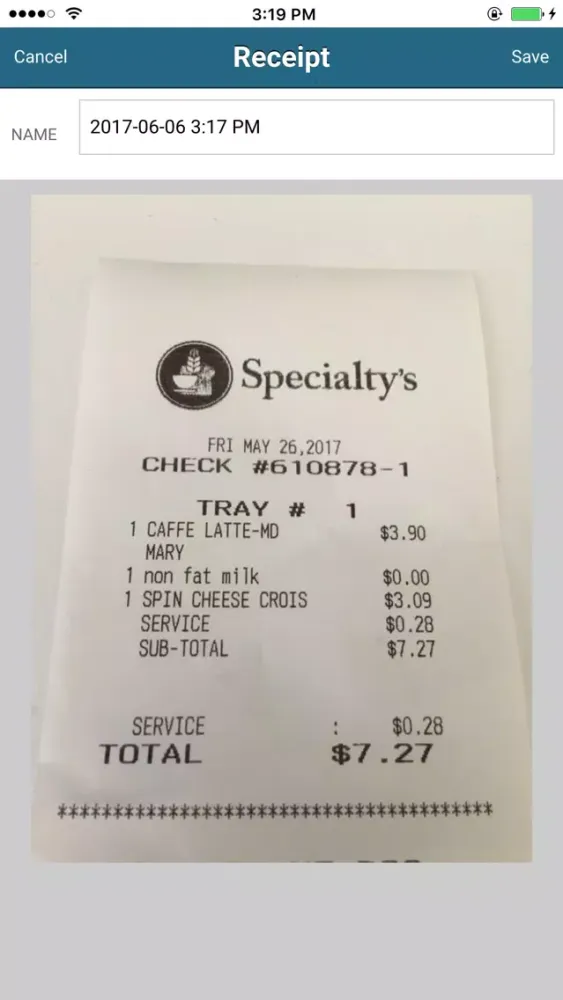 3:19 PM
Cancel
Receipt
Save
NAME
2017-06-06 3:17 PM
Specialty's
FRI MAY 26,2017
CHECK #610878-1
TRAY # 1
1 CAFFE LATTE-MD $3.90
MARY
1 non fat milk $0.00
1 SPIN CHEESE CROIS $3.09
SERVICE $0.28
SUB-TOTAL $7.27
SERVICE : $0.28
TOTAL $7.27
****************************************